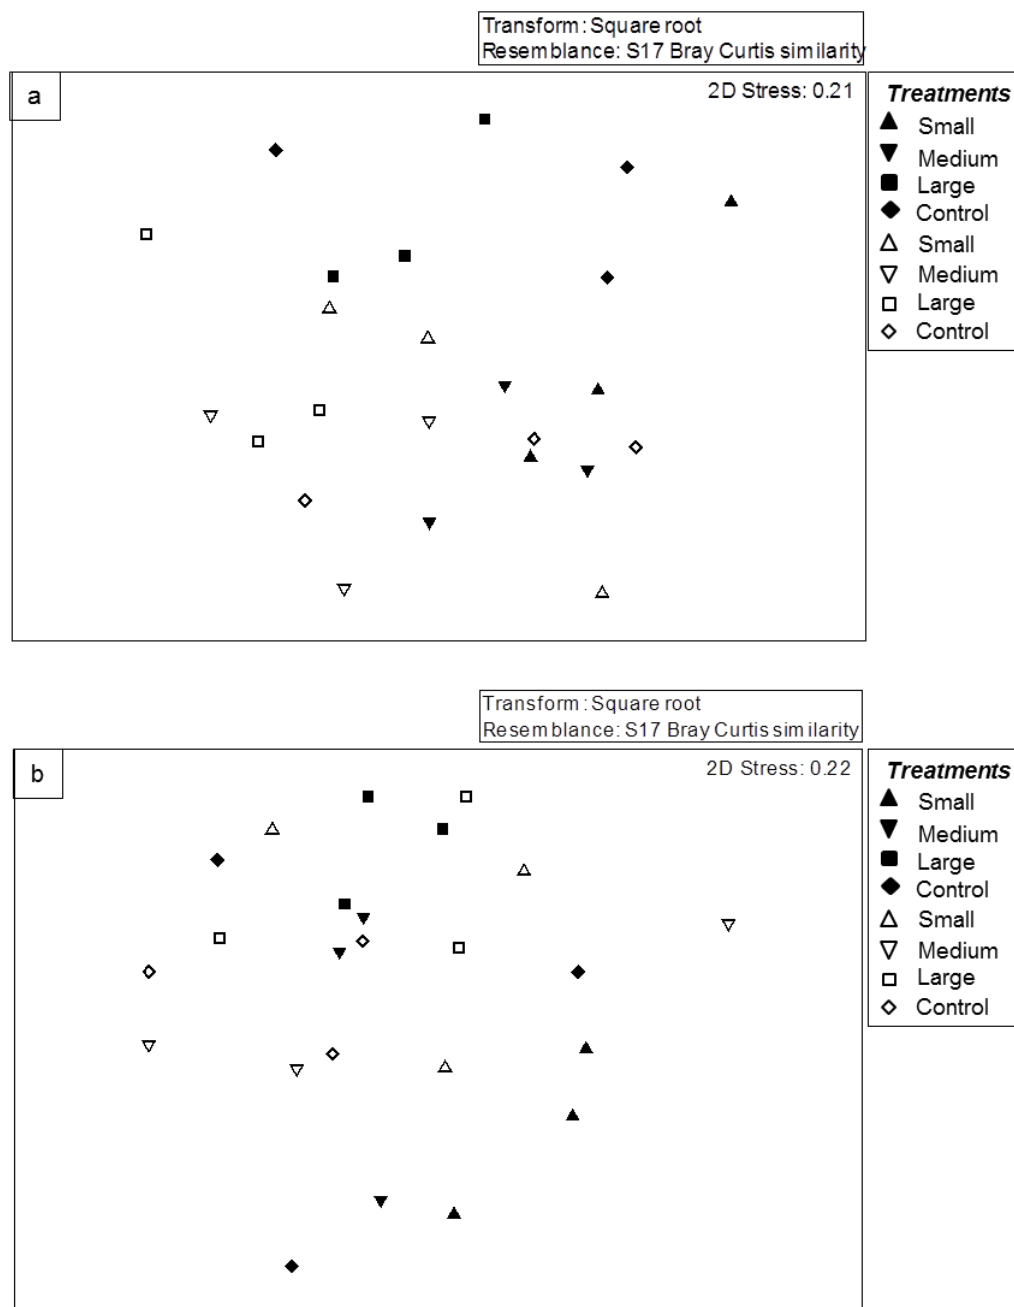 Transform: Square root
Resemblance: S17 Bray Curtis similarity
a
2D Stress: 0.21
Treatments
Small
Medium
Large
Control
Small
Medium
Large
Control
Transform: Square root
Resemblance: S17 Bray Curtis similarity
b
2D Stress: 0.22
Treatments
Small
Medium
Large
Control
Small
Medium
Large
Control